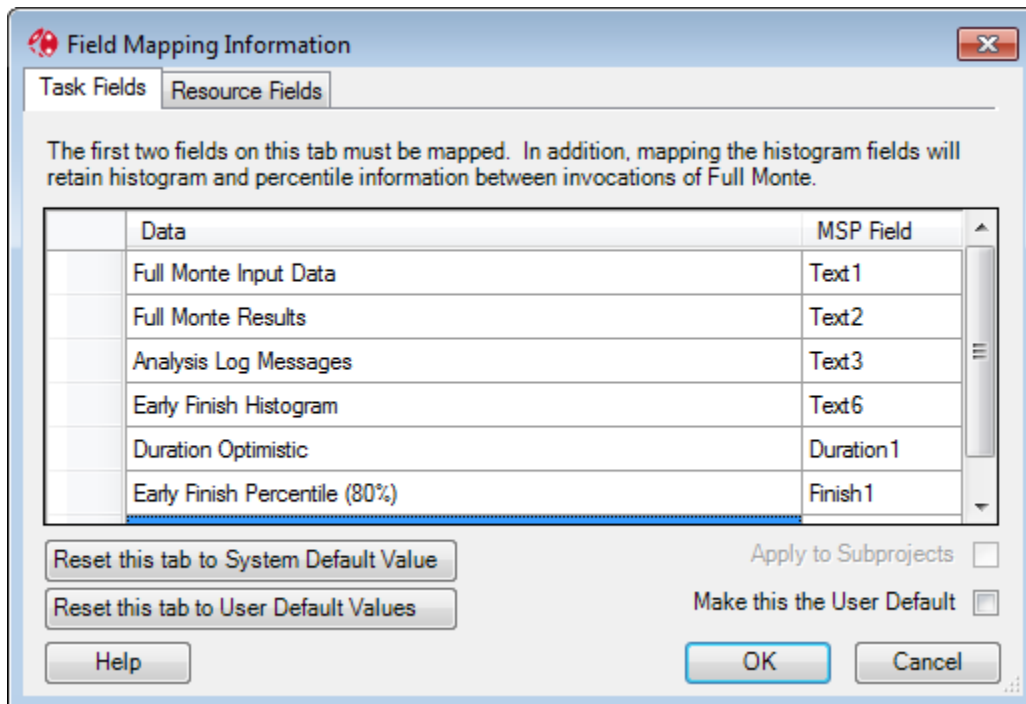 Field Mapping Information
Task Fields Resource Fields
The first two fields on this tab must be mapped. In addition, mapping the histogram fields will
retain histogram and percentile information between invocations of Full Monte.
Data MSP Field
Full Monte Input Data Text1
Full Monte Results Text2
Analysis Log Messages Text3
Early Finish Histogram Text6
Duration Optimistic Duration1
Early Finish Percentile (80%) Finish1
Reset this tab to System Default Value Apply to Subprojects
Reset this tab to User Default Values Make this the User Default
Help OK Cancel